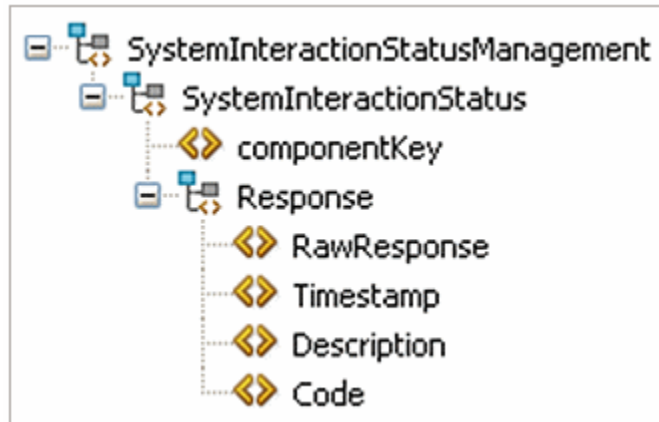 SystemInteractionStatusManagement
SystemInteractionStatus
componentKey
Response
RawResponse
Timestamp
Description
Code